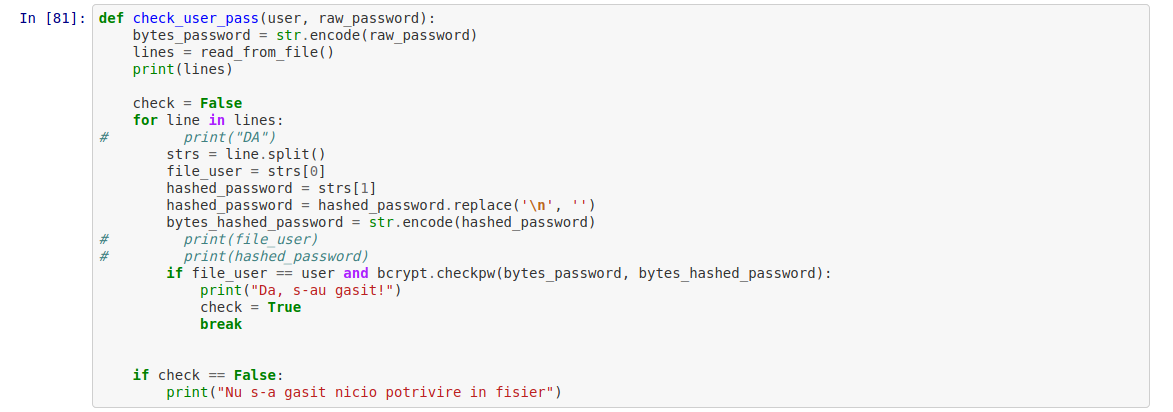 In [81]: def check_user_pass(user, raw_password):
    bytes_password = str.encode(raw_password)
    lines = read_from_file()
    print(lines)

    check = False
    for line in lines:
#         print("DA")
        strs = line.split()
        file_user = strs[0]
        hashed_password = strs[1]
        hashed_password = hashed_password.replace('\n', '')
        bytes_hashed_password = str.encode(hashed_password)
#         print(file_user)
#         print(hashed_password)
        if file_user == user and bcrypt.checkpw(bytes_password, bytes_hashed_password):
            print("Da, s-au gasit!")
            check = True
            break


    if check == False:
        print("Nu s-a gasit nicio potrivire in fisier")